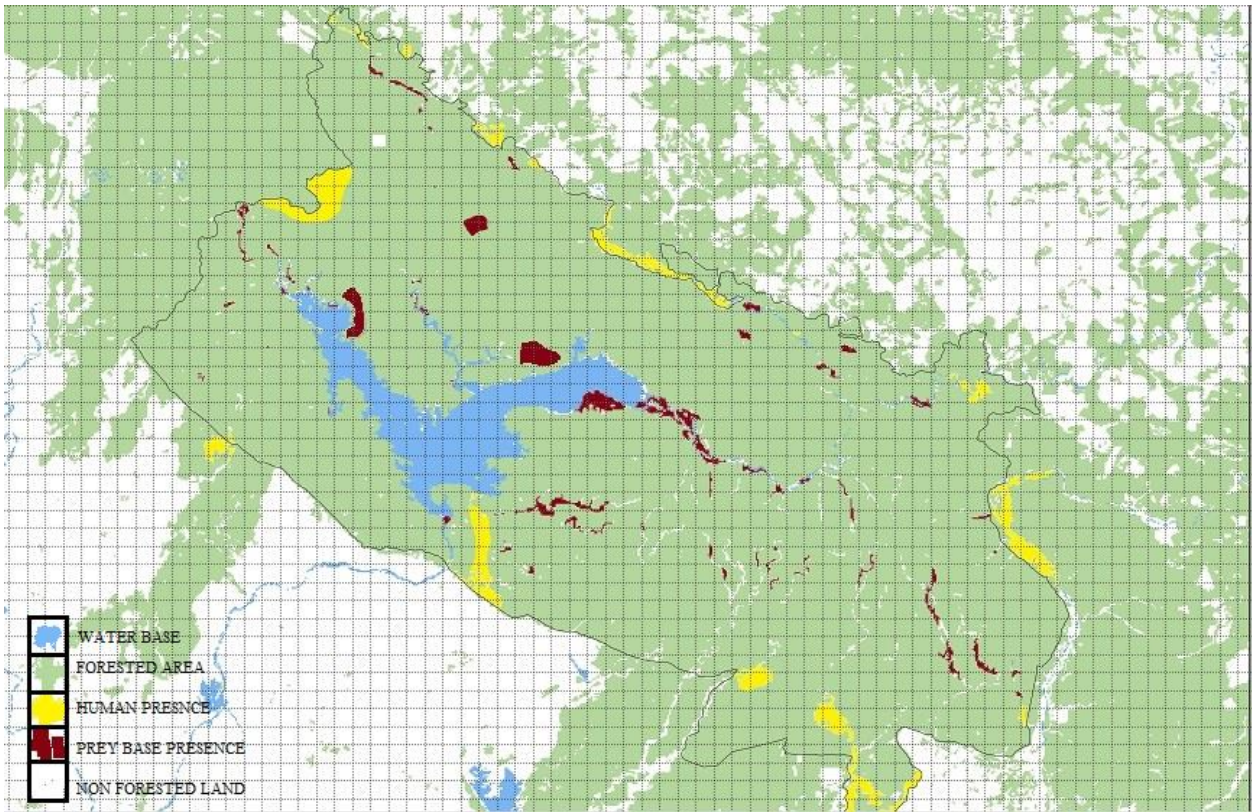 WATER BASE
FORESTED AREA
HUMAN PRESNCE
PREY BASE PRESENCE
NON FORESTED LAND